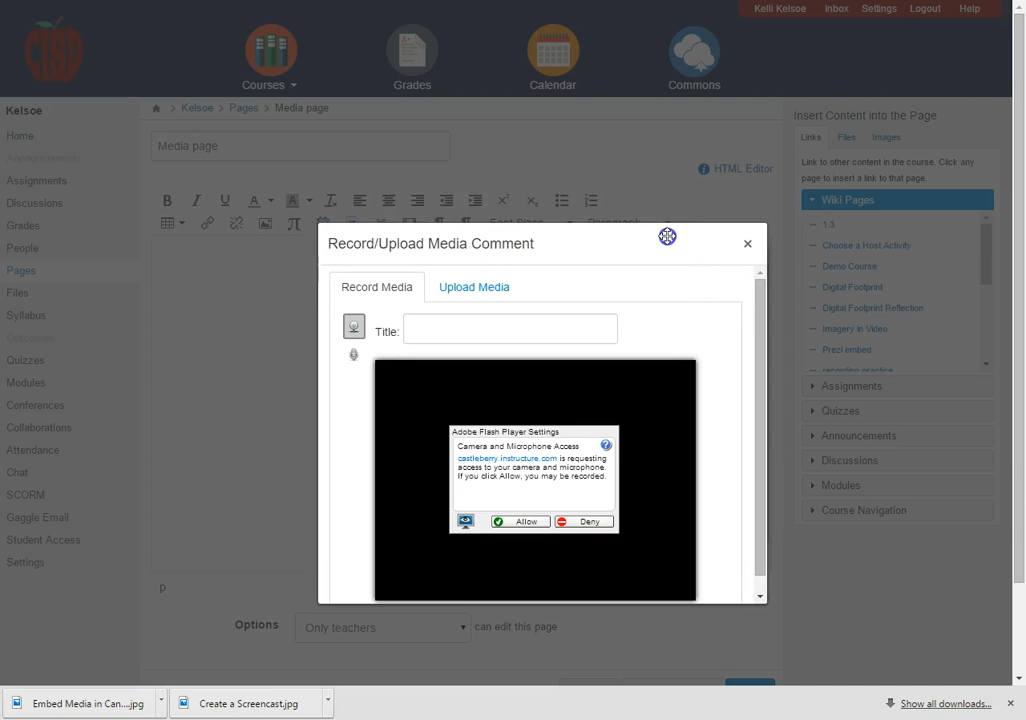 Kelli Kelsoe Inbox Settings Logout Help
CISD
Courses Grades Calendar Commons
Kelsoe
Home
Announcements
Assignments
Discussions
Grades
People
Pages
Files
Syllabus
Outcomes
Quizzes
Modules
Conferences
Collaborations
Attendance
Chat
SCORM
Gaggle Email
Student Access
Settings
Kelsoe > Pages > Media page
Media page
HTML Editor
Font Sizes Paragraph
Record/Upload Media Comment
Record Media Upload Media
Title:
Adobe Flash Player Settings
Camera and Microphone Access
castleberry.instructure.com is requesting
access to your camera and microphone.
If you click Allow, you may be recorded.
Allow Deny
p
Options Only teachers can edit this page
Insert Content into the Page
Links Files Images
Link to other content in the course. Click any
page to insert a link to that page.
Wiki Pages
1.3
Choose a Host Activity
Demo Course
Digital Footprint
Digital Footprint Reflection
Imagery in Video
Prezi embed
recording practice
Assignments
Quizzes
Announcements
Discussions
Modules
Course Navigation
Embed Media in Can....jpg
Create a Screencast.jpg
Show all downloads...